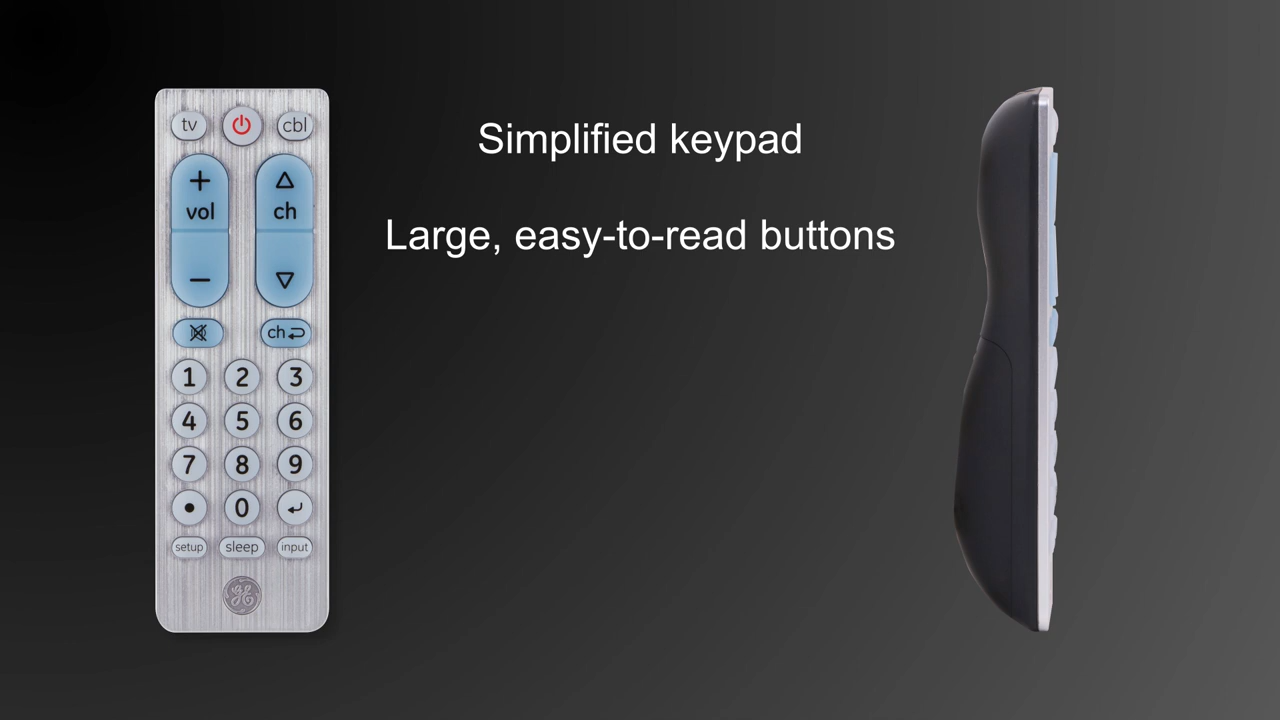 tv cbl
Simplified keypad
+ vol − ch
Large, easy-to-read buttons
ch
1 2 3
4 5 6
7 8 9
• 0
setup sleep input
GE